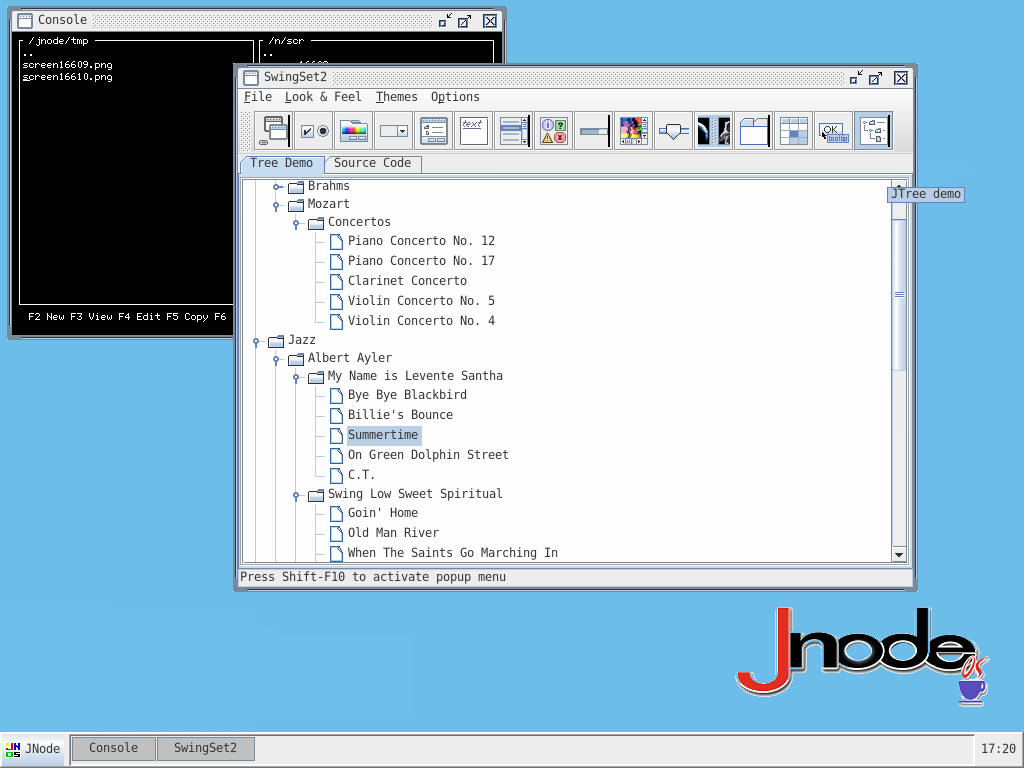 Console
/jnode/tmp
/n/scr
..
..
screen16609.png
screen16610.png
F2 New F3 View F4 Edit F5 Copy F6
SwingSet2
File Look & Feel Themes Options
text
OK
tooltip
Tree Demo Source Code
JTree demo
Brahms
Mozart
Concertos
Piano Concerto No. 12
Piano Concerto No. 17
Clarinet Concerto
Violin Concerto No. 5
Violin Concerto No. 4
Jazz
Albert Ayler
My Name is Levente Santha
Bye Bye Blackbird
Billie's Bounce
Summertime
On Green Dolphin Street
C.T.
Swing Low Sweet Spiritual
Goin' Home
Old Man River
When The Saints Go Marching In
Press Shift-F10 to activate popup menu
Jnode
OS
JN
OS
JNode
Console
SwingSet2
17:20